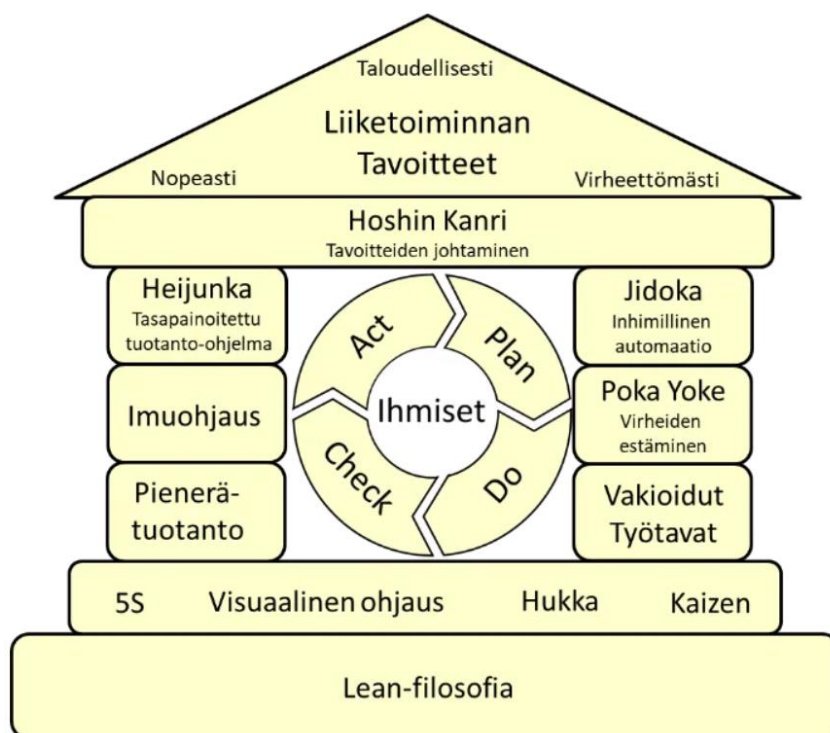 Taloudellisesti
Liiketoiminnan
Tavoitteet
Nopeasti
Virheettömästi
Hoshin Kanri
Tavoitteiden johtaminen
Heijunka
Tasapainoitettu
tuotanto-ohjelma
Imuohjaus
Pienerä-
tuotanto
Act
Plan
Ihmiset
Check
Do
Jidoka
Inhimillinen
automaatio
Poka Yoke
Virheiden
estäminen
Vakioidut
Työtavat
5S Visuaalinen ohjaus Hukka Kaizen
Lean-filosofia